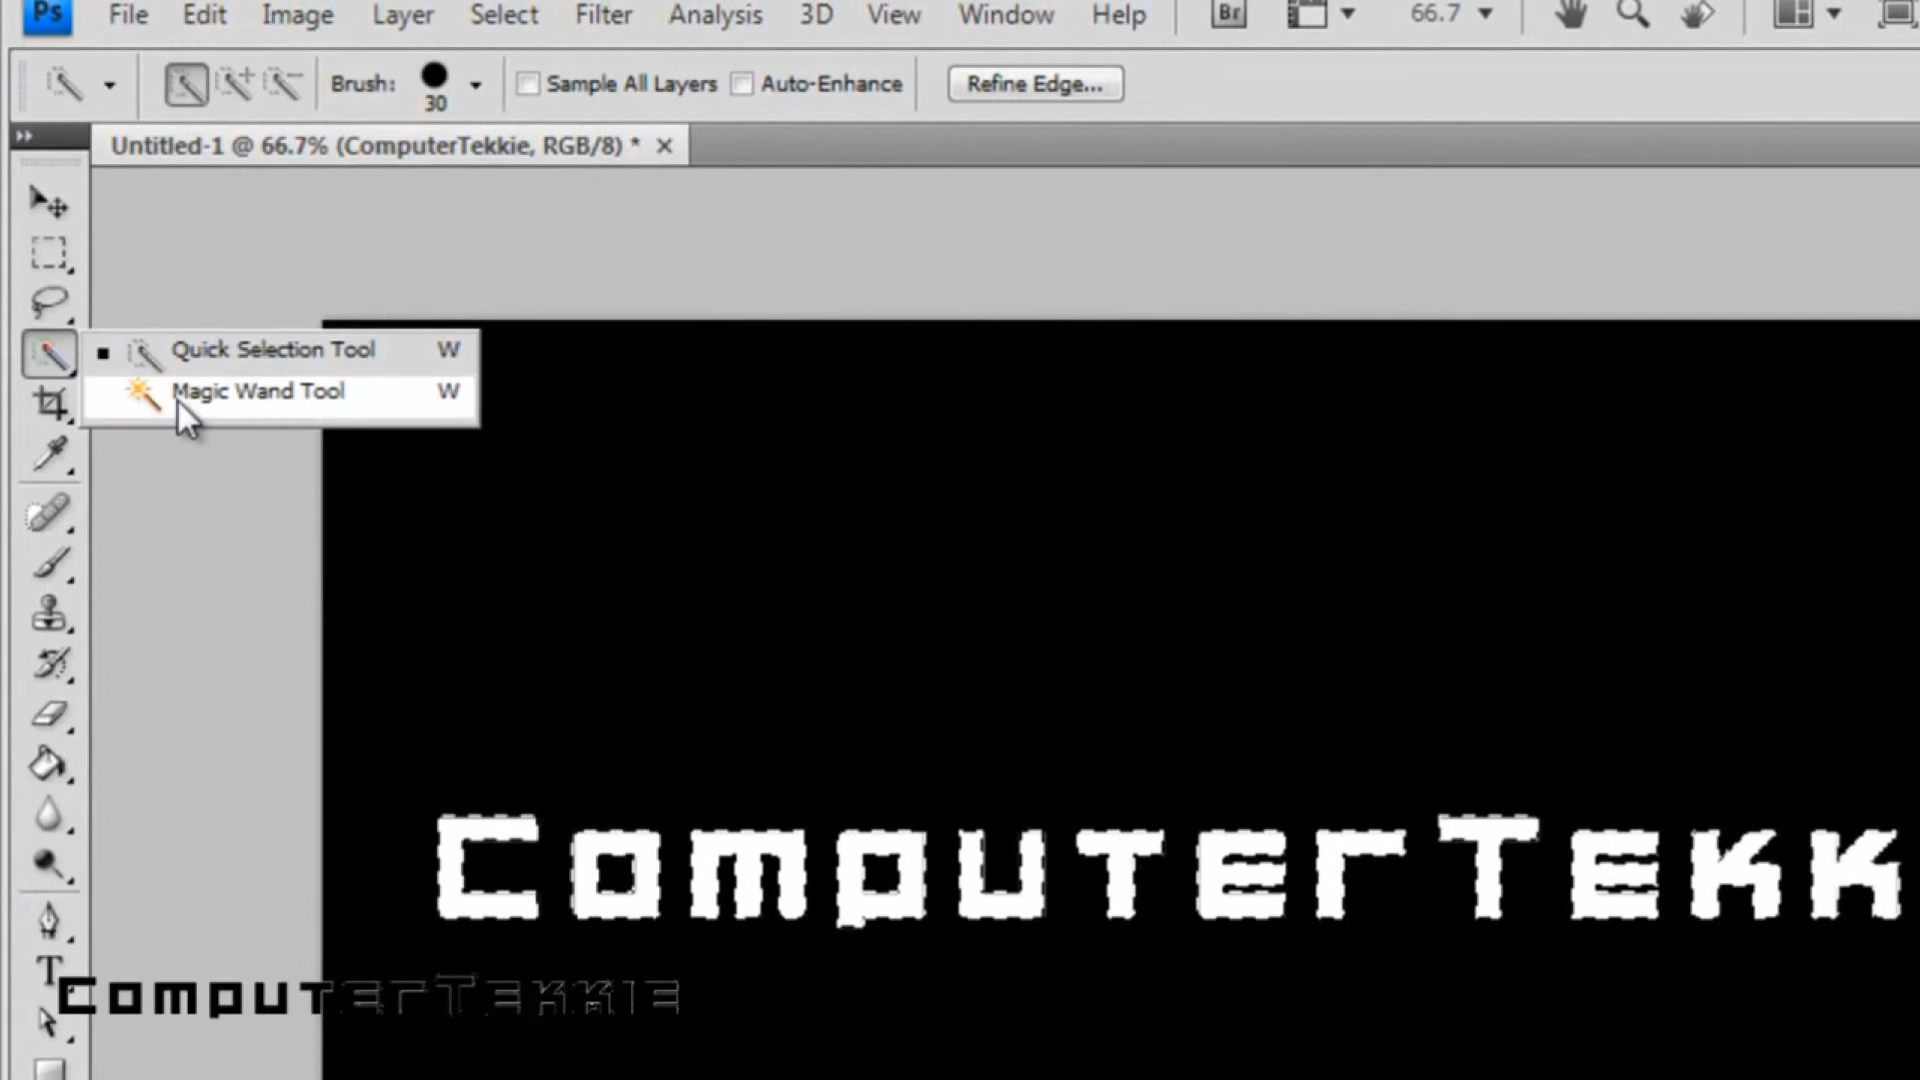 Ps File Edit Image Layer Select Filter Analysis 3D View Window Help Br 66.7
Brush: 30 Sample All Layers Auto-Enhance Refine Edge...
Untitled-1 @ 66.7% (ComputerTekkie, RGB/8) *
Quick Selection Tool W
Magic Wand Tool W
ComputerTekk
T
ComputerTekkie